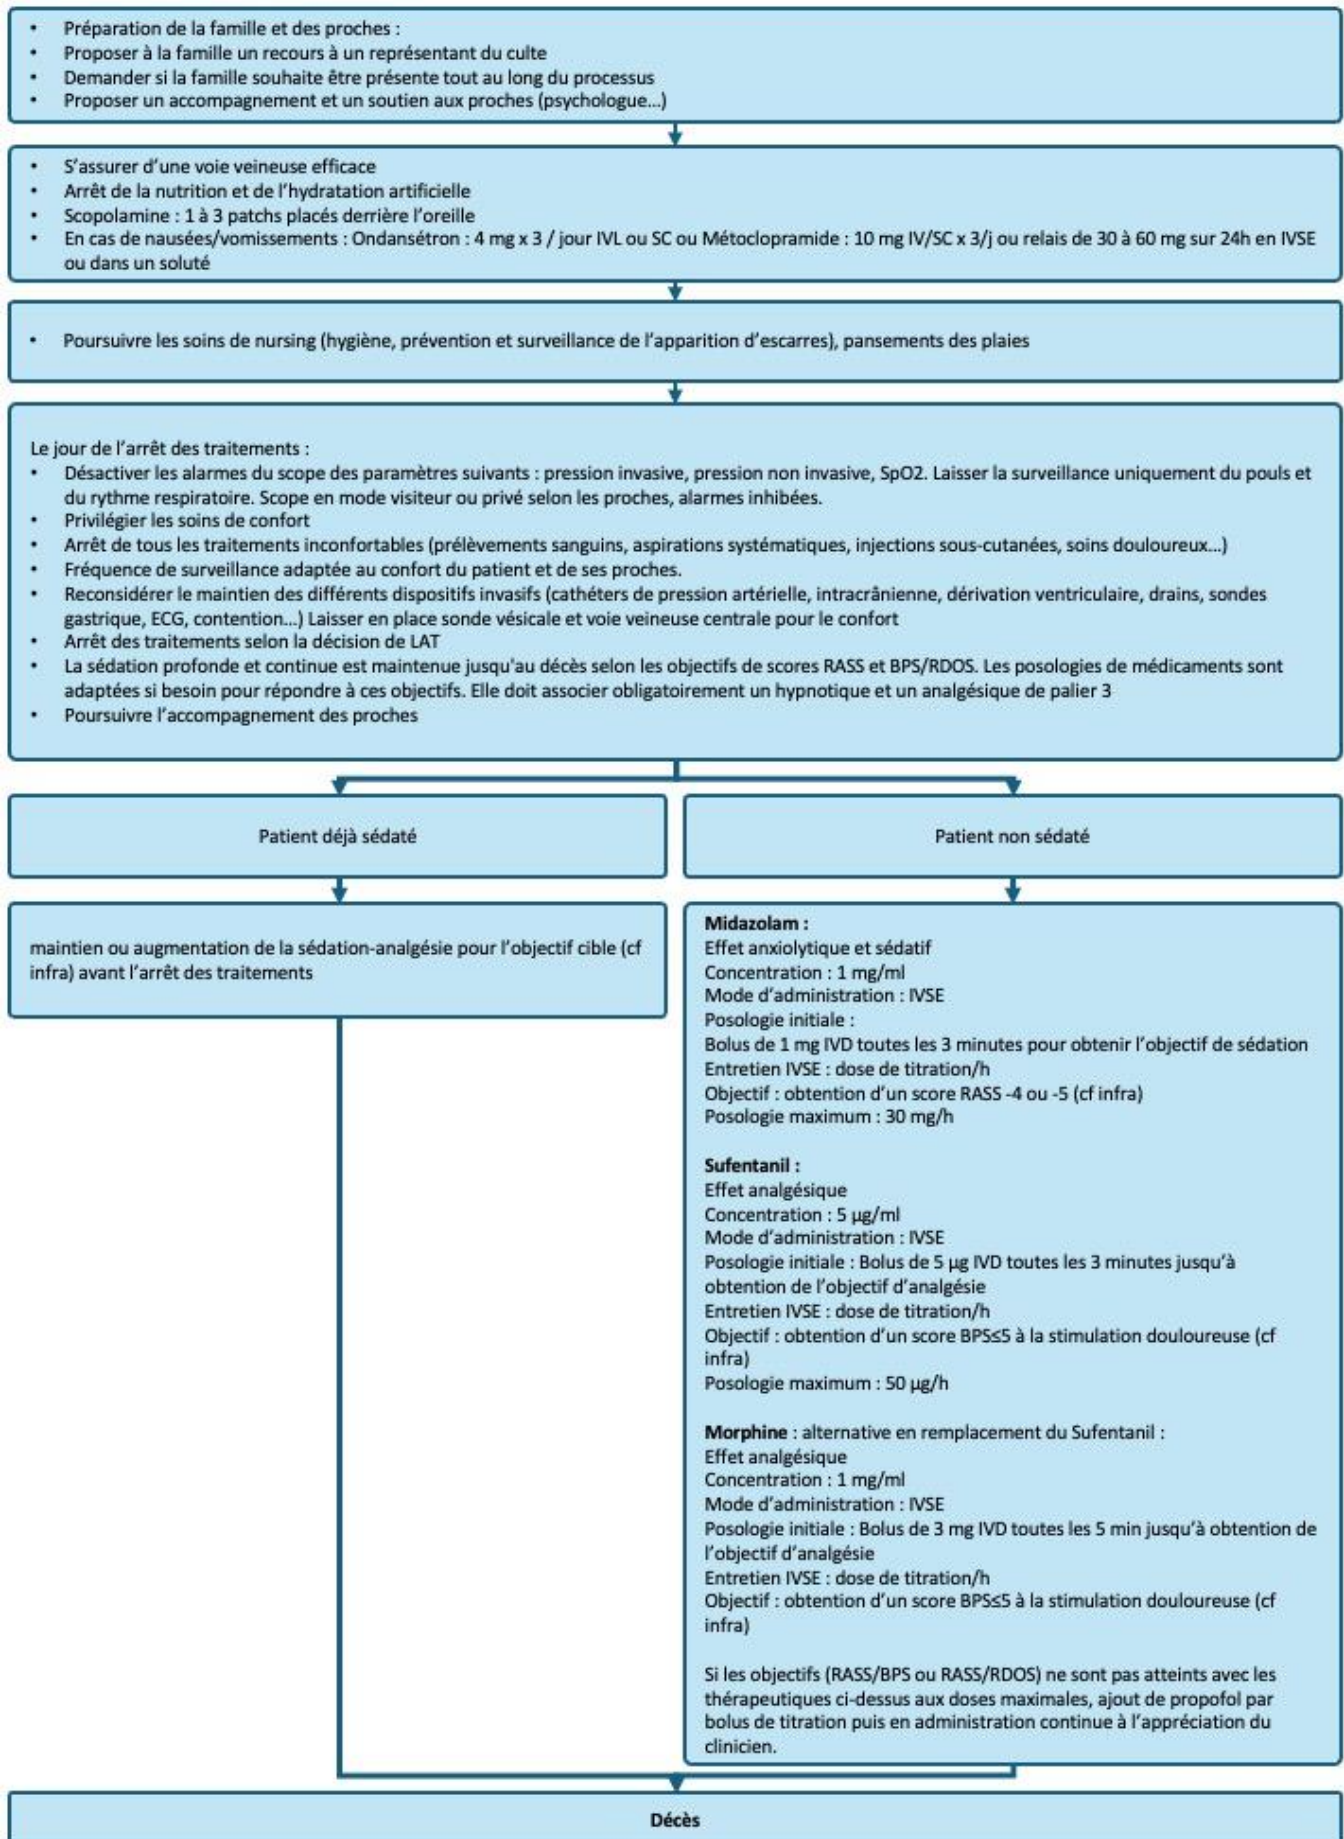 • Préparation de la famille et des proches :
• Proposer à la famille un recours à un représentant du culte
• Demander si la famille souhaite être présente tout au long du processus
• Proposer un accompagnement et un soutien aux proches (psychologue...)
• S'assurer d'une voie veineuse efficace
• Arrêt de la nutrition et de l'hydratation artificielle
• Scopolamine : 1 à 3 patchs placés derrière l'oreille
• En cas de nausées/vomissements : Ondansétron : 4 mg x 3 / jour IVL ou SC ou Métoclopramide : 10 mg IV/SC x 3/j ou relais de 30 à 60 mg sur 24h en IVSE
ou dans un soluté
• Poursuivre les soins de nursing (hygiène, prévention et surveillance de l'apparition d'escarres), pansements des plaies
Le jour de l'arrêt des traitements :
• Désactiver les alarmes du scope des paramètres suivants : pression invasive, pression non invasive, SpO2. Laisser la surveillance uniquement du pouls et
du rythme respiratoire. Scope en mode visiteur ou privé selon les proches, alarmes inhibées.
• Privilégier les soins de confort
• Arrêt de tous les traitements inconfortables (prélèvements sanguins, aspirations systématiques, injections sous-cutanées, soins douloureux...)
• Fréquence de surveillance adaptée au confort du patient et de ses proches.
• Reconsidérer le maintien des différents dispositifs invasifs (cathéters de pression artérielle, intracrânienne, dérivation ventriculaire, drains, sondes
gastrique, ECG, contention...) Laisser en place sonde vésicale et voie veineuse centrale pour le confort
• Arrêt des traitements selon la décision de LAT
• La sédation profonde et continue est maintenue jusqu'au décès selon les objectifs de scores RASS et BPS/RDOS. Les posologies de médicaments sont
adaptées si besoin pour répondre à ces objectifs. Elle doit associer obligatoirement un hypnotique et un analgésique de palier 3
• Poursuivre l'accompagnement des proches
Patient déjà sédaté
maintien ou augmentation de la sédation-analgésie pour l'objectif cible (cf
infra) avant l'arrêt des traitements
Patient non sédaté
Midazolam :
Effet anxiolytique et sédatif
Concentration : 1 mg/ml
Mode d'administration : IVSE
Posologie initiale :
Bolus de 1 mg IVD toutes les 3 minutes pour obtenir l'objectif de sédation
Entretien IVSE : dose de titration/h
Objectif : obtention d'un score RASS -4 ou -5 (cf infra)
Posologie maximum : 30 mg/h
Sufentanil :
Effet analgésique
Concentration : 5 µg/ml
Mode d'administration : IVSE
Posologie initiale : Bolus de 5 µg IVD toutes les 3 minutes jusqu'à
obtention de l'objectif d'analgésie
Entretien IVSE : dose de titration/h
Objectif : obtention d'un score BPS≤5 à la stimulation douloureuse (cf
infra)
Posologie maximum : 50 µg/h
Morphine : alternative en remplacement du Sufentanil :
Effet analgésique
Concentration : 1 mg/ml
Mode d'administration : IVSE
Posologie initiale : Bolus de 3 mg IVD toutes les 5 min jusqu'à obtention de
l'objectif d'analgésie
Entretien IVSE : dose de titration/h
Objectif : obtention d'un score BPS≤5 à la stimulation douloureuse (cf
infra)
Si les objectifs (RASS/BPS ou RASS/RDOS) ne sont pas atteints avec les
thérapeutiques ci-dessus aux doses maximales, ajout de propofol par
bolus de titration puis en administration continue à l'appréciation du
clinicien.
Décès